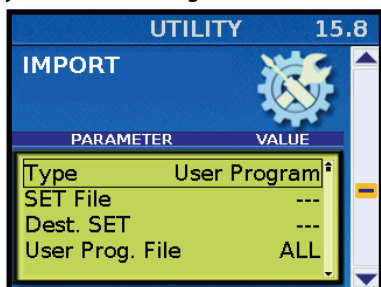 UTILITY 15.8
IMPORT
PARAMETER VALUE
Type User Program
SET File ---
Dest. SET ---
User Prog. File ALL